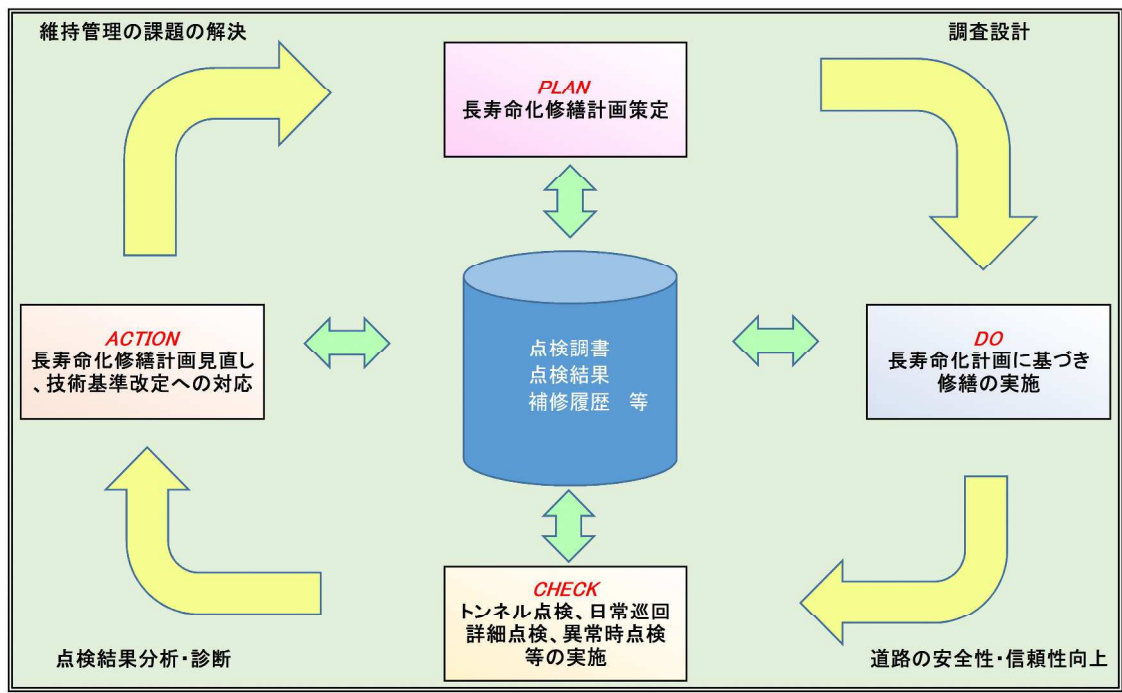 維持管理の課題の解決
調査設計
PLAN
長寿命化修繕計画策定
ACTION
長寿命化修繕計画見直し
、技術基準改定への対応
点検調書
点検結果
補修履歴　等
DO
長寿命化計画に基づき
修繕の実施
CHECK
トンネル点検、日常巡回
詳細点検、異常時点検
等の実施
点検結果分析・診断
道路の安全性・信頼性向上